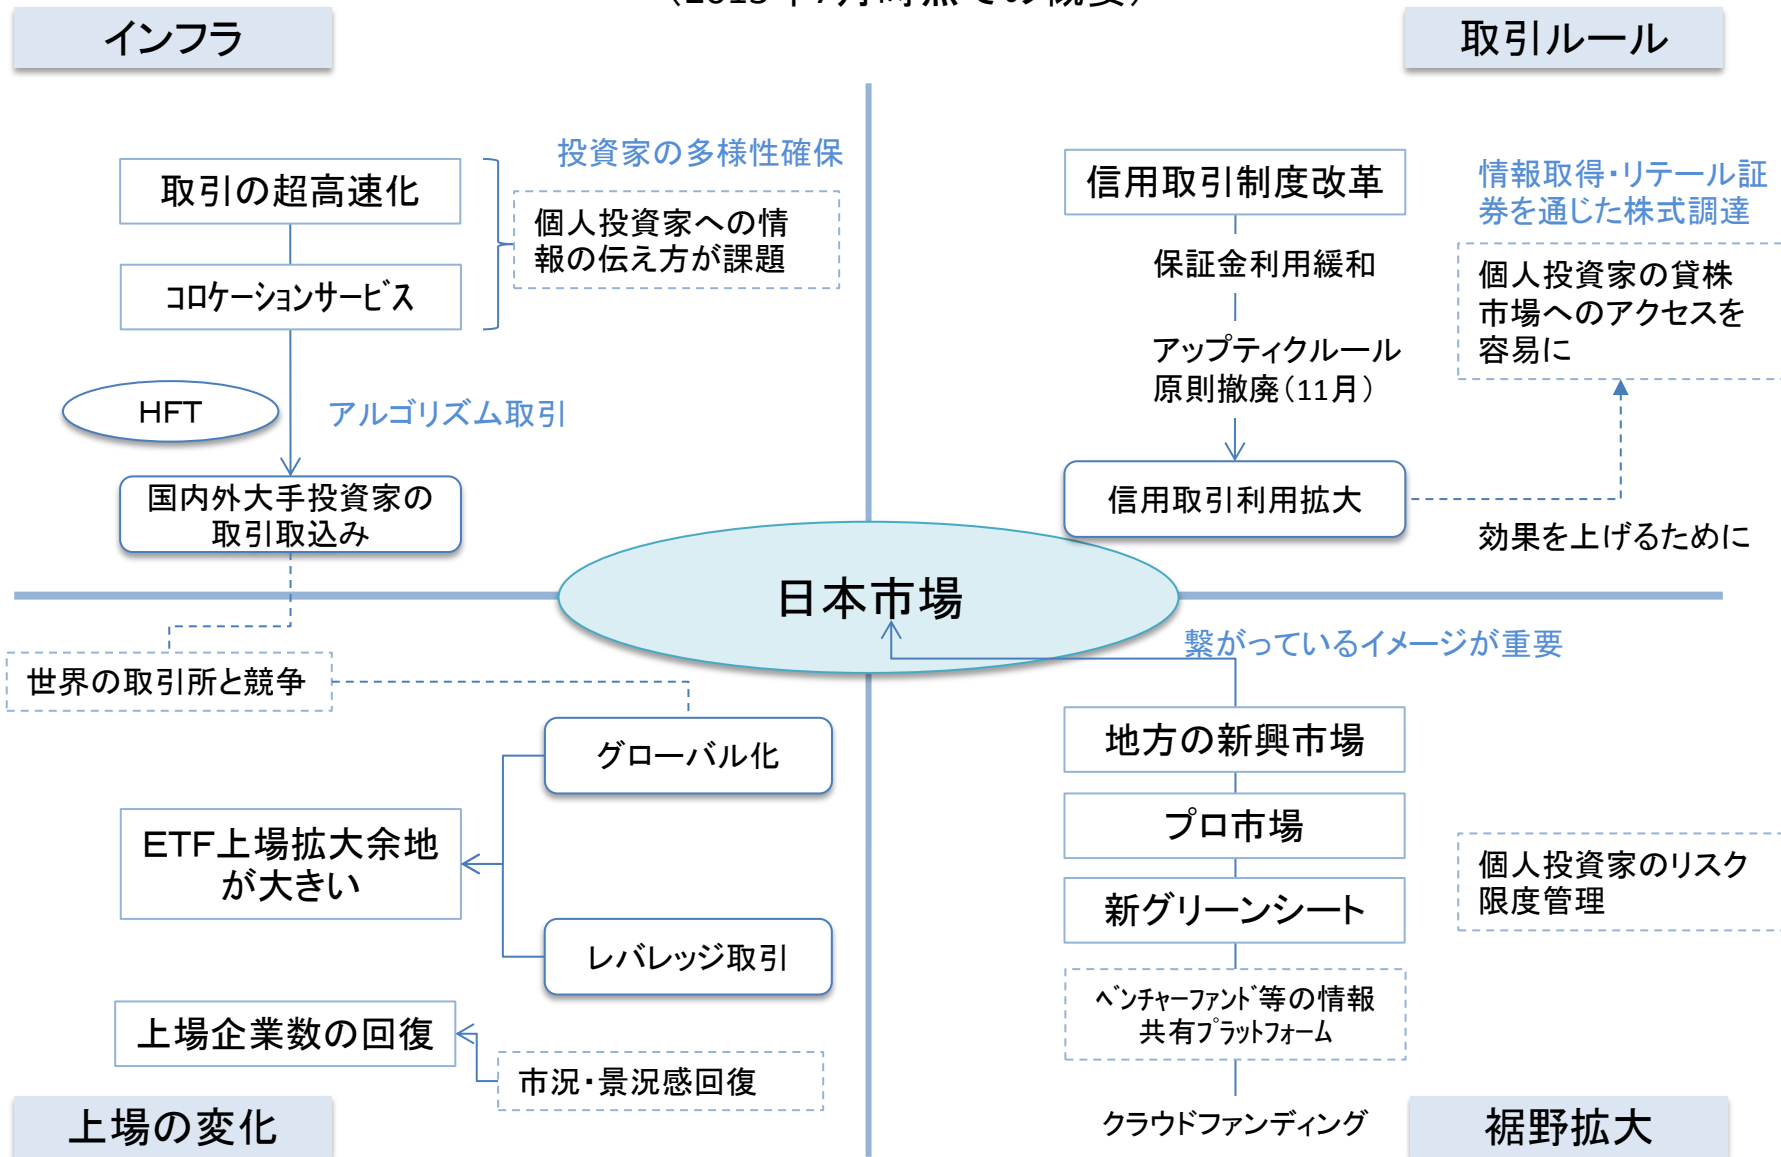 インフラ
取引ルール
投資家の多様性確保
取引の超高速化
個人投資家への情
報の伝え方が課題
コロケーションサービス
HFT
アルゴリズム取引
国内外大手投資家の
取引取込み
信用取引制度改革
保証金利用緩和
アップティクルール
原則撤廃(11月)
信用取引利用拡大
情報取得・リテール証
券を通じた株式調達
個人投資家の貸株
市場へのアクセスを
容易に
効果を上げるために
日本市場
世界の取引所と競争
グローバル化
ETF上場拡大余地
が大きい
レバレッジ取引
上場企業数の回復
市況・景況感回復
上場の変化
繋がっているイメージが重要
地方の新興市場
プロ市場
新グリーンシート
個人投資家のリスク
限度管理
ベンチャーファンド等の情報
共有プラットフォーム
クラウドファンディング
裾野拡大